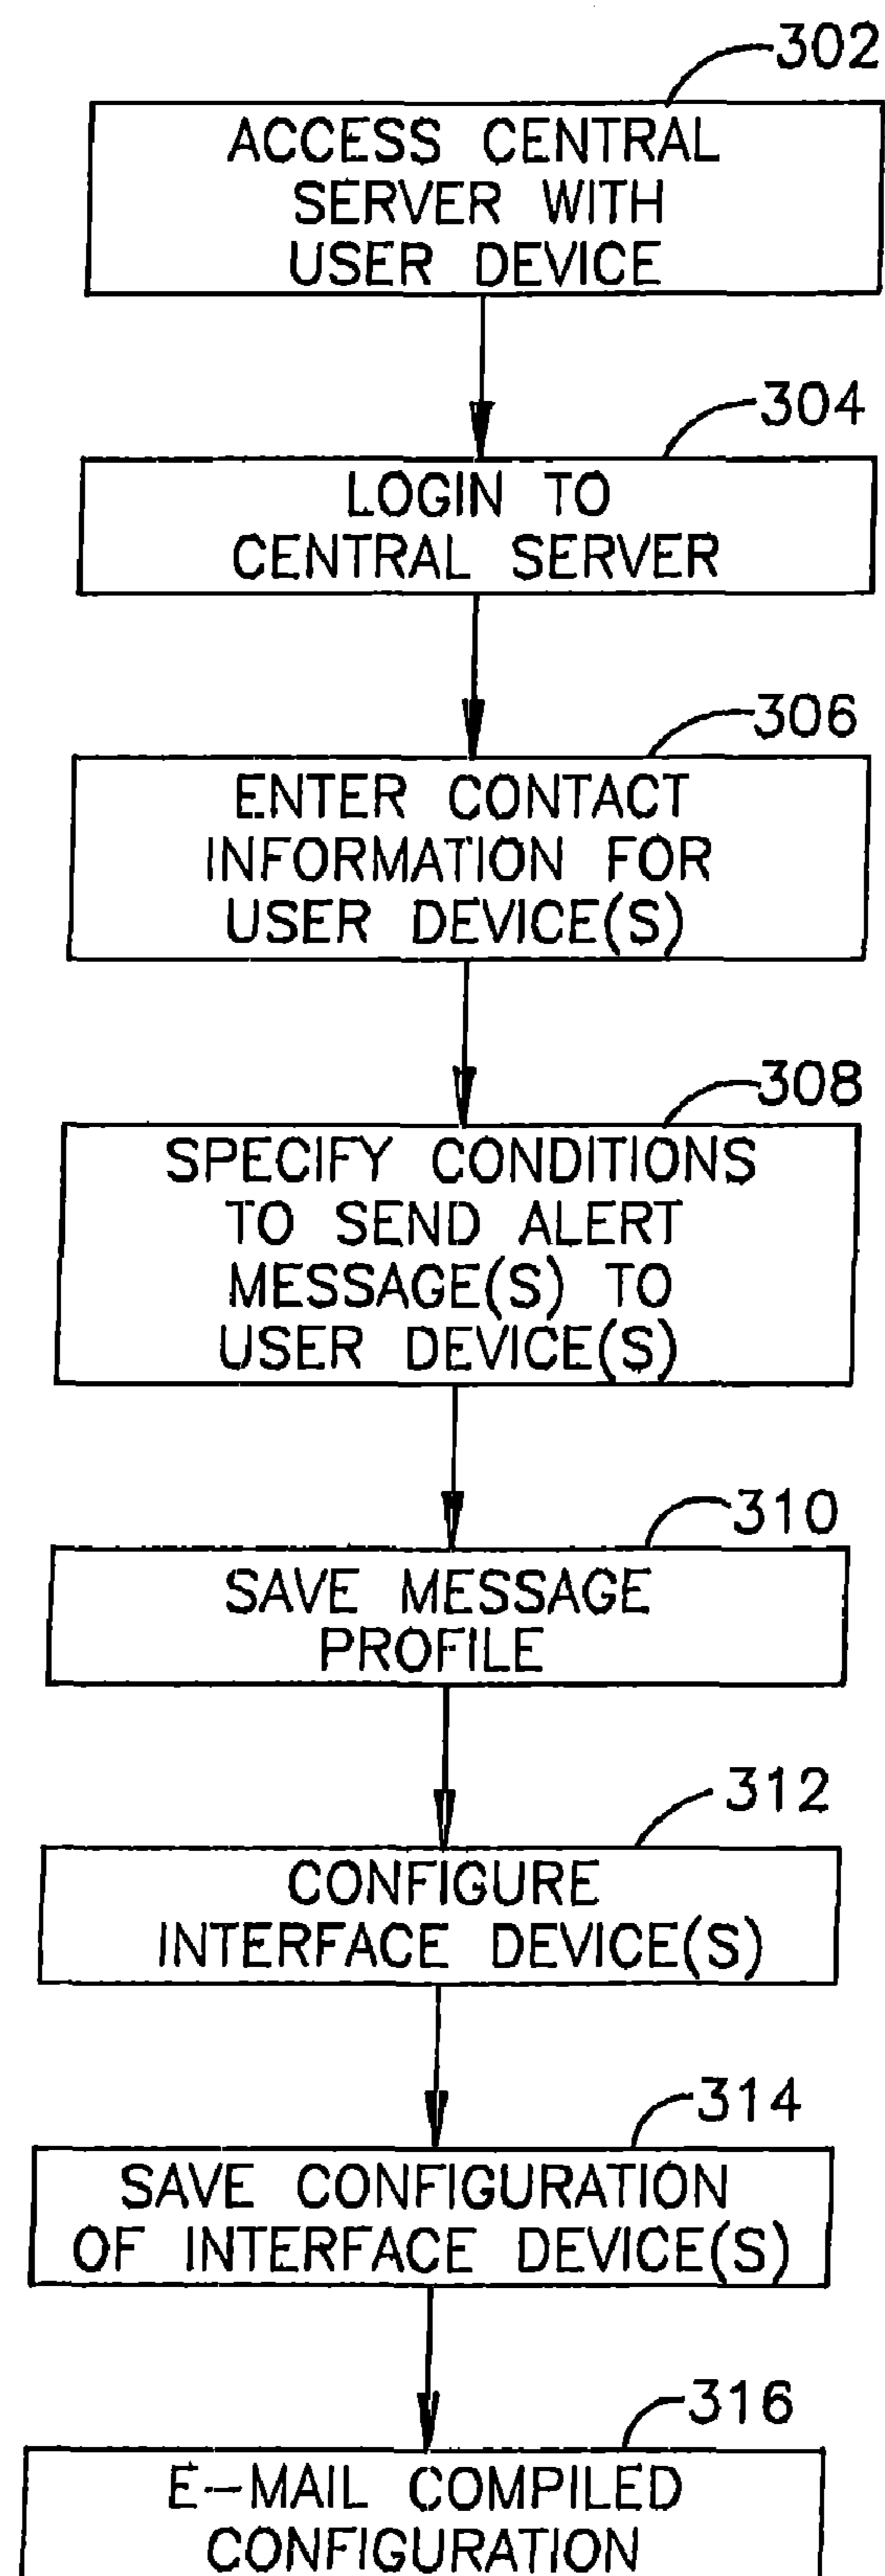 302
ACCESS CENTRAL
SERVER WITH
USER DEVICE
304
LOGIN TO
CENTRAL SERVER
306
ENTER CONTACT
INFORMATION FOR
USER DEVICE(S)
308
SPECIFY CONDITIONS
TO SEND ALERT
MESSAGE(S) TO
USER DEVICE(S)
310
SAVE MESSAGE
PROFILE
312
CONFIGURE
INTERFACE DEVICE(S)
314
SAVE CONFIGURATION
OF INTERFACE DEVICE(S)
316
E-MAIL COMPILED
CONFIGURATION